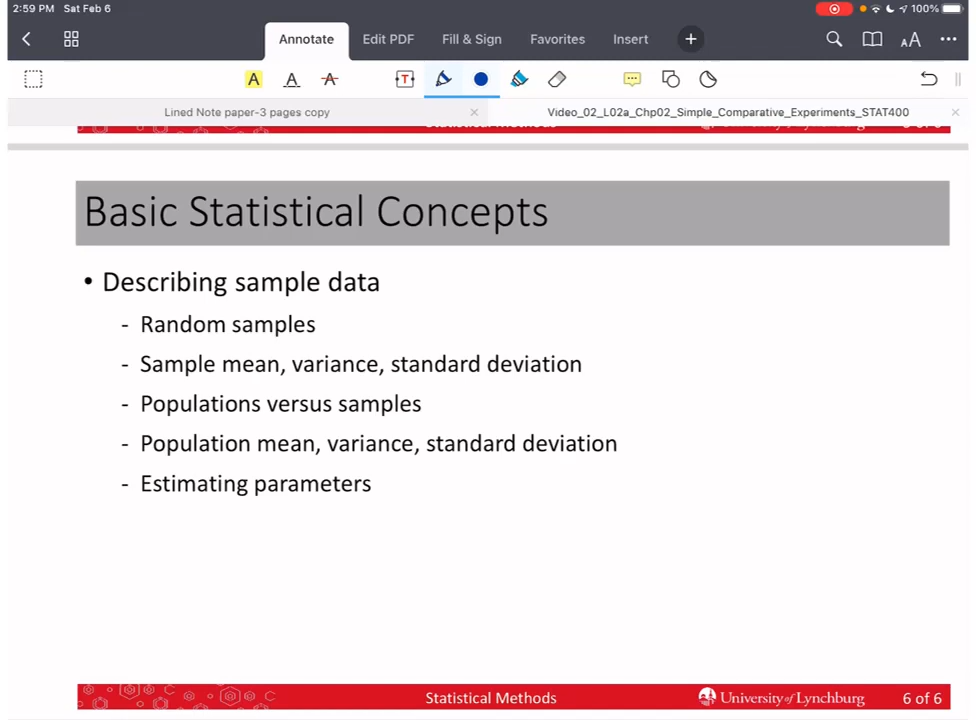 2:59 PM Sat Feb 6 100%
Annotate Edit PDF Fill & Sign Favorites Insert
Lined Note paper-3 pages copy Video_02_L02a_Chp02_Simple_Comparative_Experiments_STAT400
Basic Statistical Concepts
• Describing sample data
- Random samples
- Sample mean, variance, standard deviation
- Populations versus samples
- Population mean, variance, standard deviation
- Estimating parameters
Statistical Methods University of Lynchburg 6 of 6